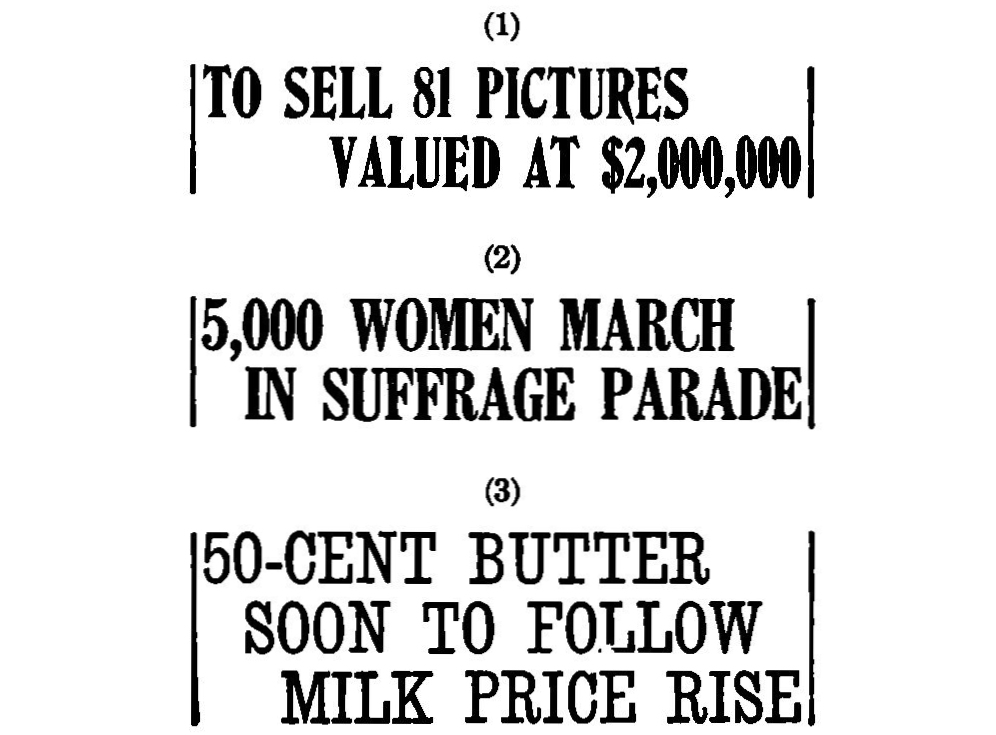 (1)
TO SELL 81 PICTURES
VALUED AT $2,000,000
(2)
5,000 WOMEN MARCH
IN SUFFRAGE PARADE
(3)
50-CENT BUTTER
SOON TO FOLLOW
MILK PRICE RISE